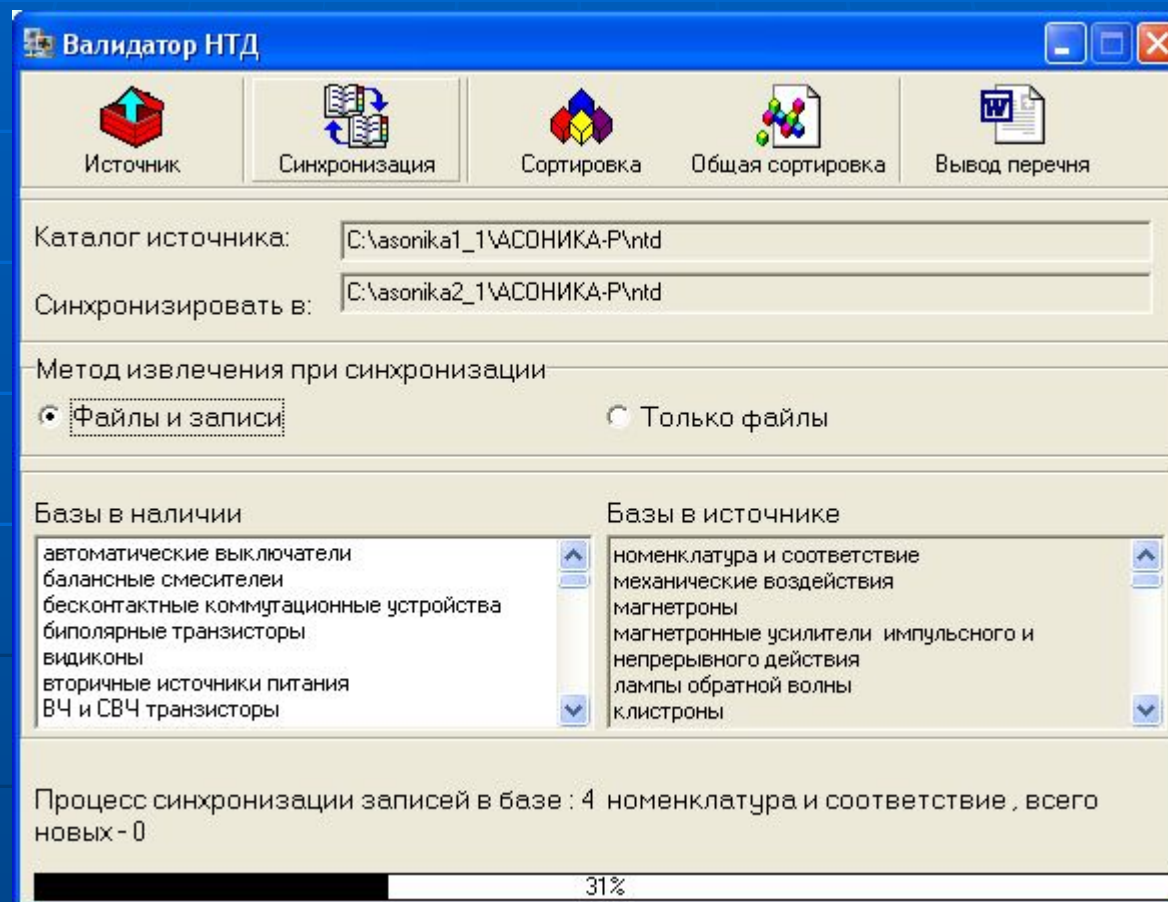 Валидатор НТД
Источник
Синхронизация
Сортировка
Общая сортировка
Вывод перечня
Каталог источника:
C:\asonika1_1\АСОНИКА-Р\ntd
Синхронизировать в:
C:\asonika2_1\АСОНИКА-Р\ntd
Метод извлечения при синхронизации
Файлы и записи
Только файлы
Базы в наличии
автоматические выключатели
балансные смесителеи
бесконтактные коммутационные устройства
биполярные транзисторы
видиконы
вторичные источники питания
ВЧ и СВЧ транзисторы
Базы в источнике
номенклатура и соответствие
механические воздействия
магнетроны
магнетронные усилители импульсного и
непрерывного действия
лампы обратной волны
клистроны
Процесс синхронизации записей в базе : 4 номенклатура и соответствие , всего
новых - 0
31%